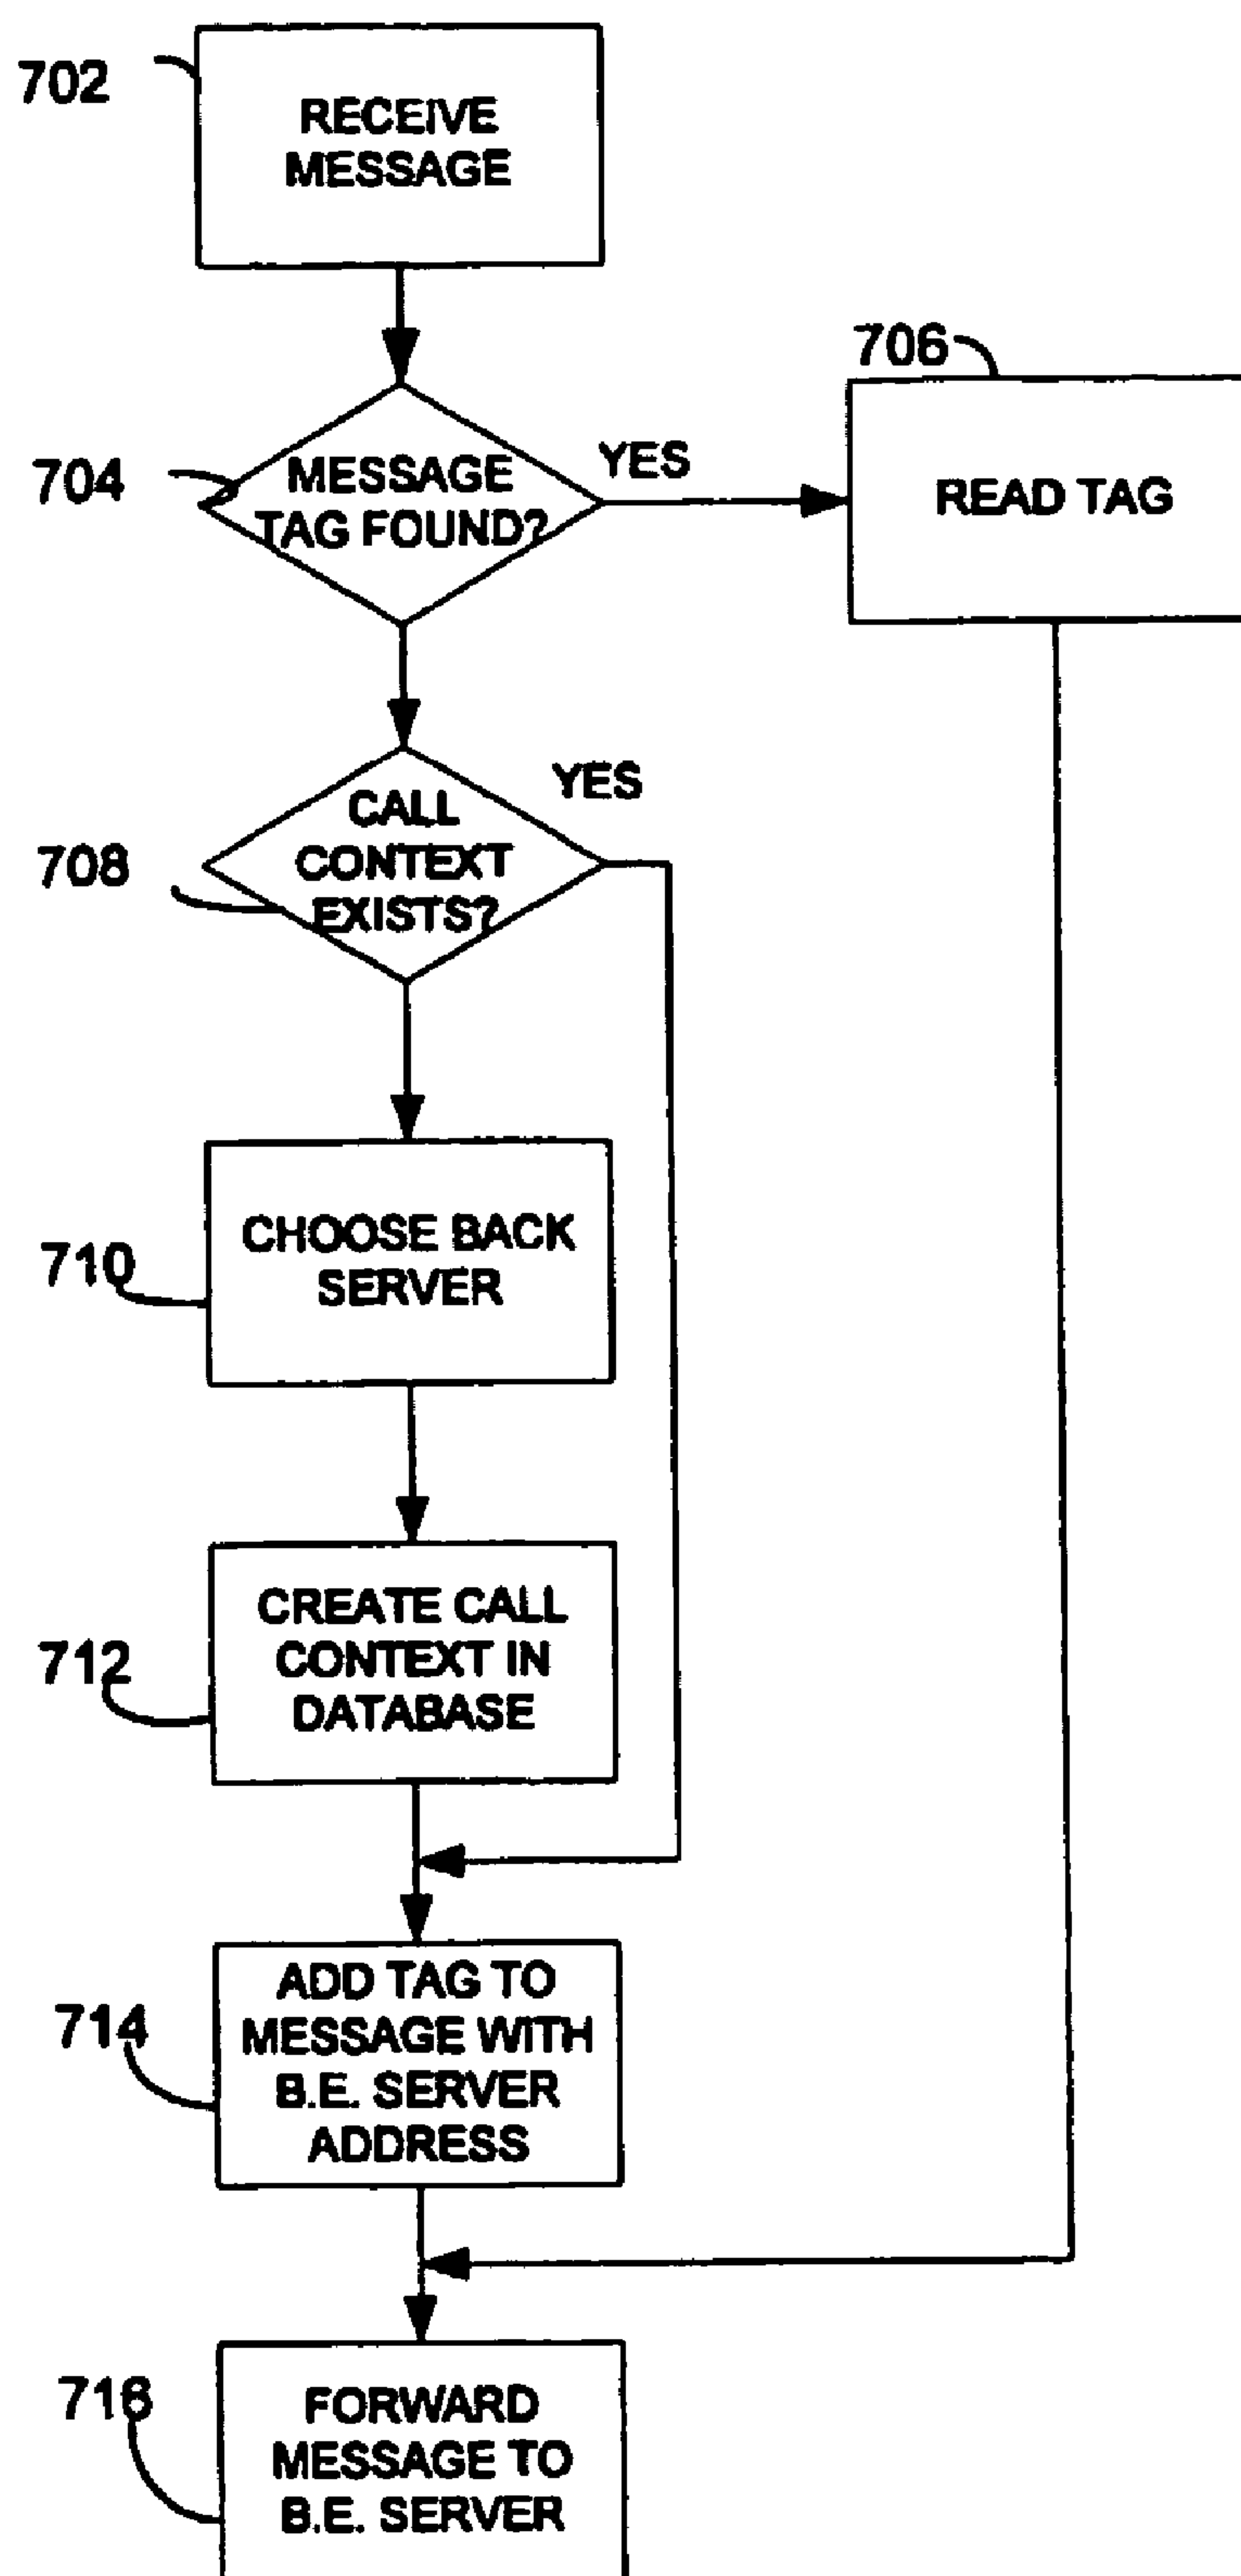 702
RECEIVE
MESSAGE
706
704
MESSAGE
TAG FOUND?
YES
READ TAG
708
CALL
CONTEXT
EXISTS?
YES
710
CHOOSE BACK
SERVER
712
CREATE CALL
CONTEXT IN
DATABASE
714
ADD TAG TO
MESSAGE WITH
B.E. SERVER
ADDRESS
716
FORWARD
MESSAGE TO
B.E. SERVER